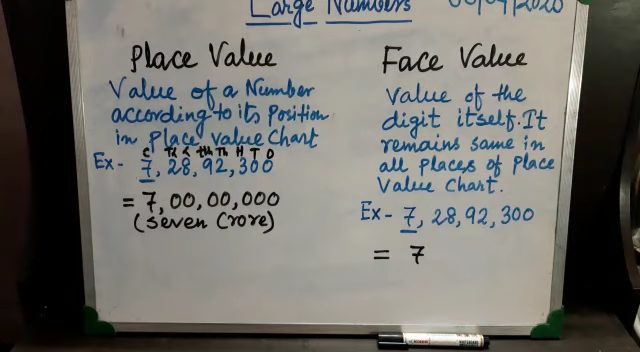 Large Numbers
Place Value
Value of a Number
according to its position
in place value chart
C TL L Tth Th H T O
Ex- 7, 28, 92, 300
= 7,00,00,000
(Seven Crore)
Face Value
Value of the
digit itself. It
remains same in
all places of place
value chart.
Ex- 7, 28, 92, 300
= 7